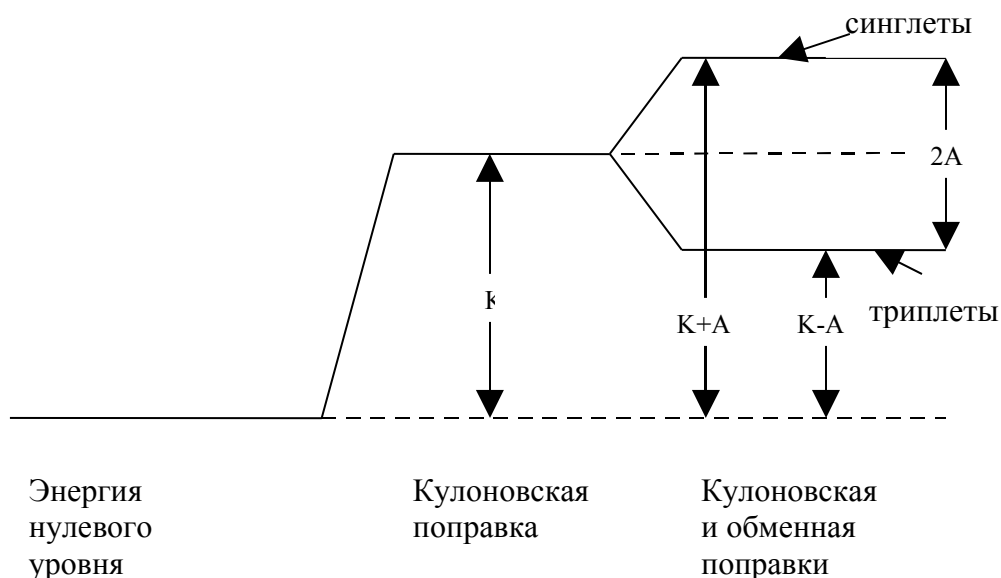 синглеты
2A
K
K+A
K-A
триплеты
Энергия
нулевого
уровня
Кулоновская
поправка
Кулоновская
и обменная
поправки